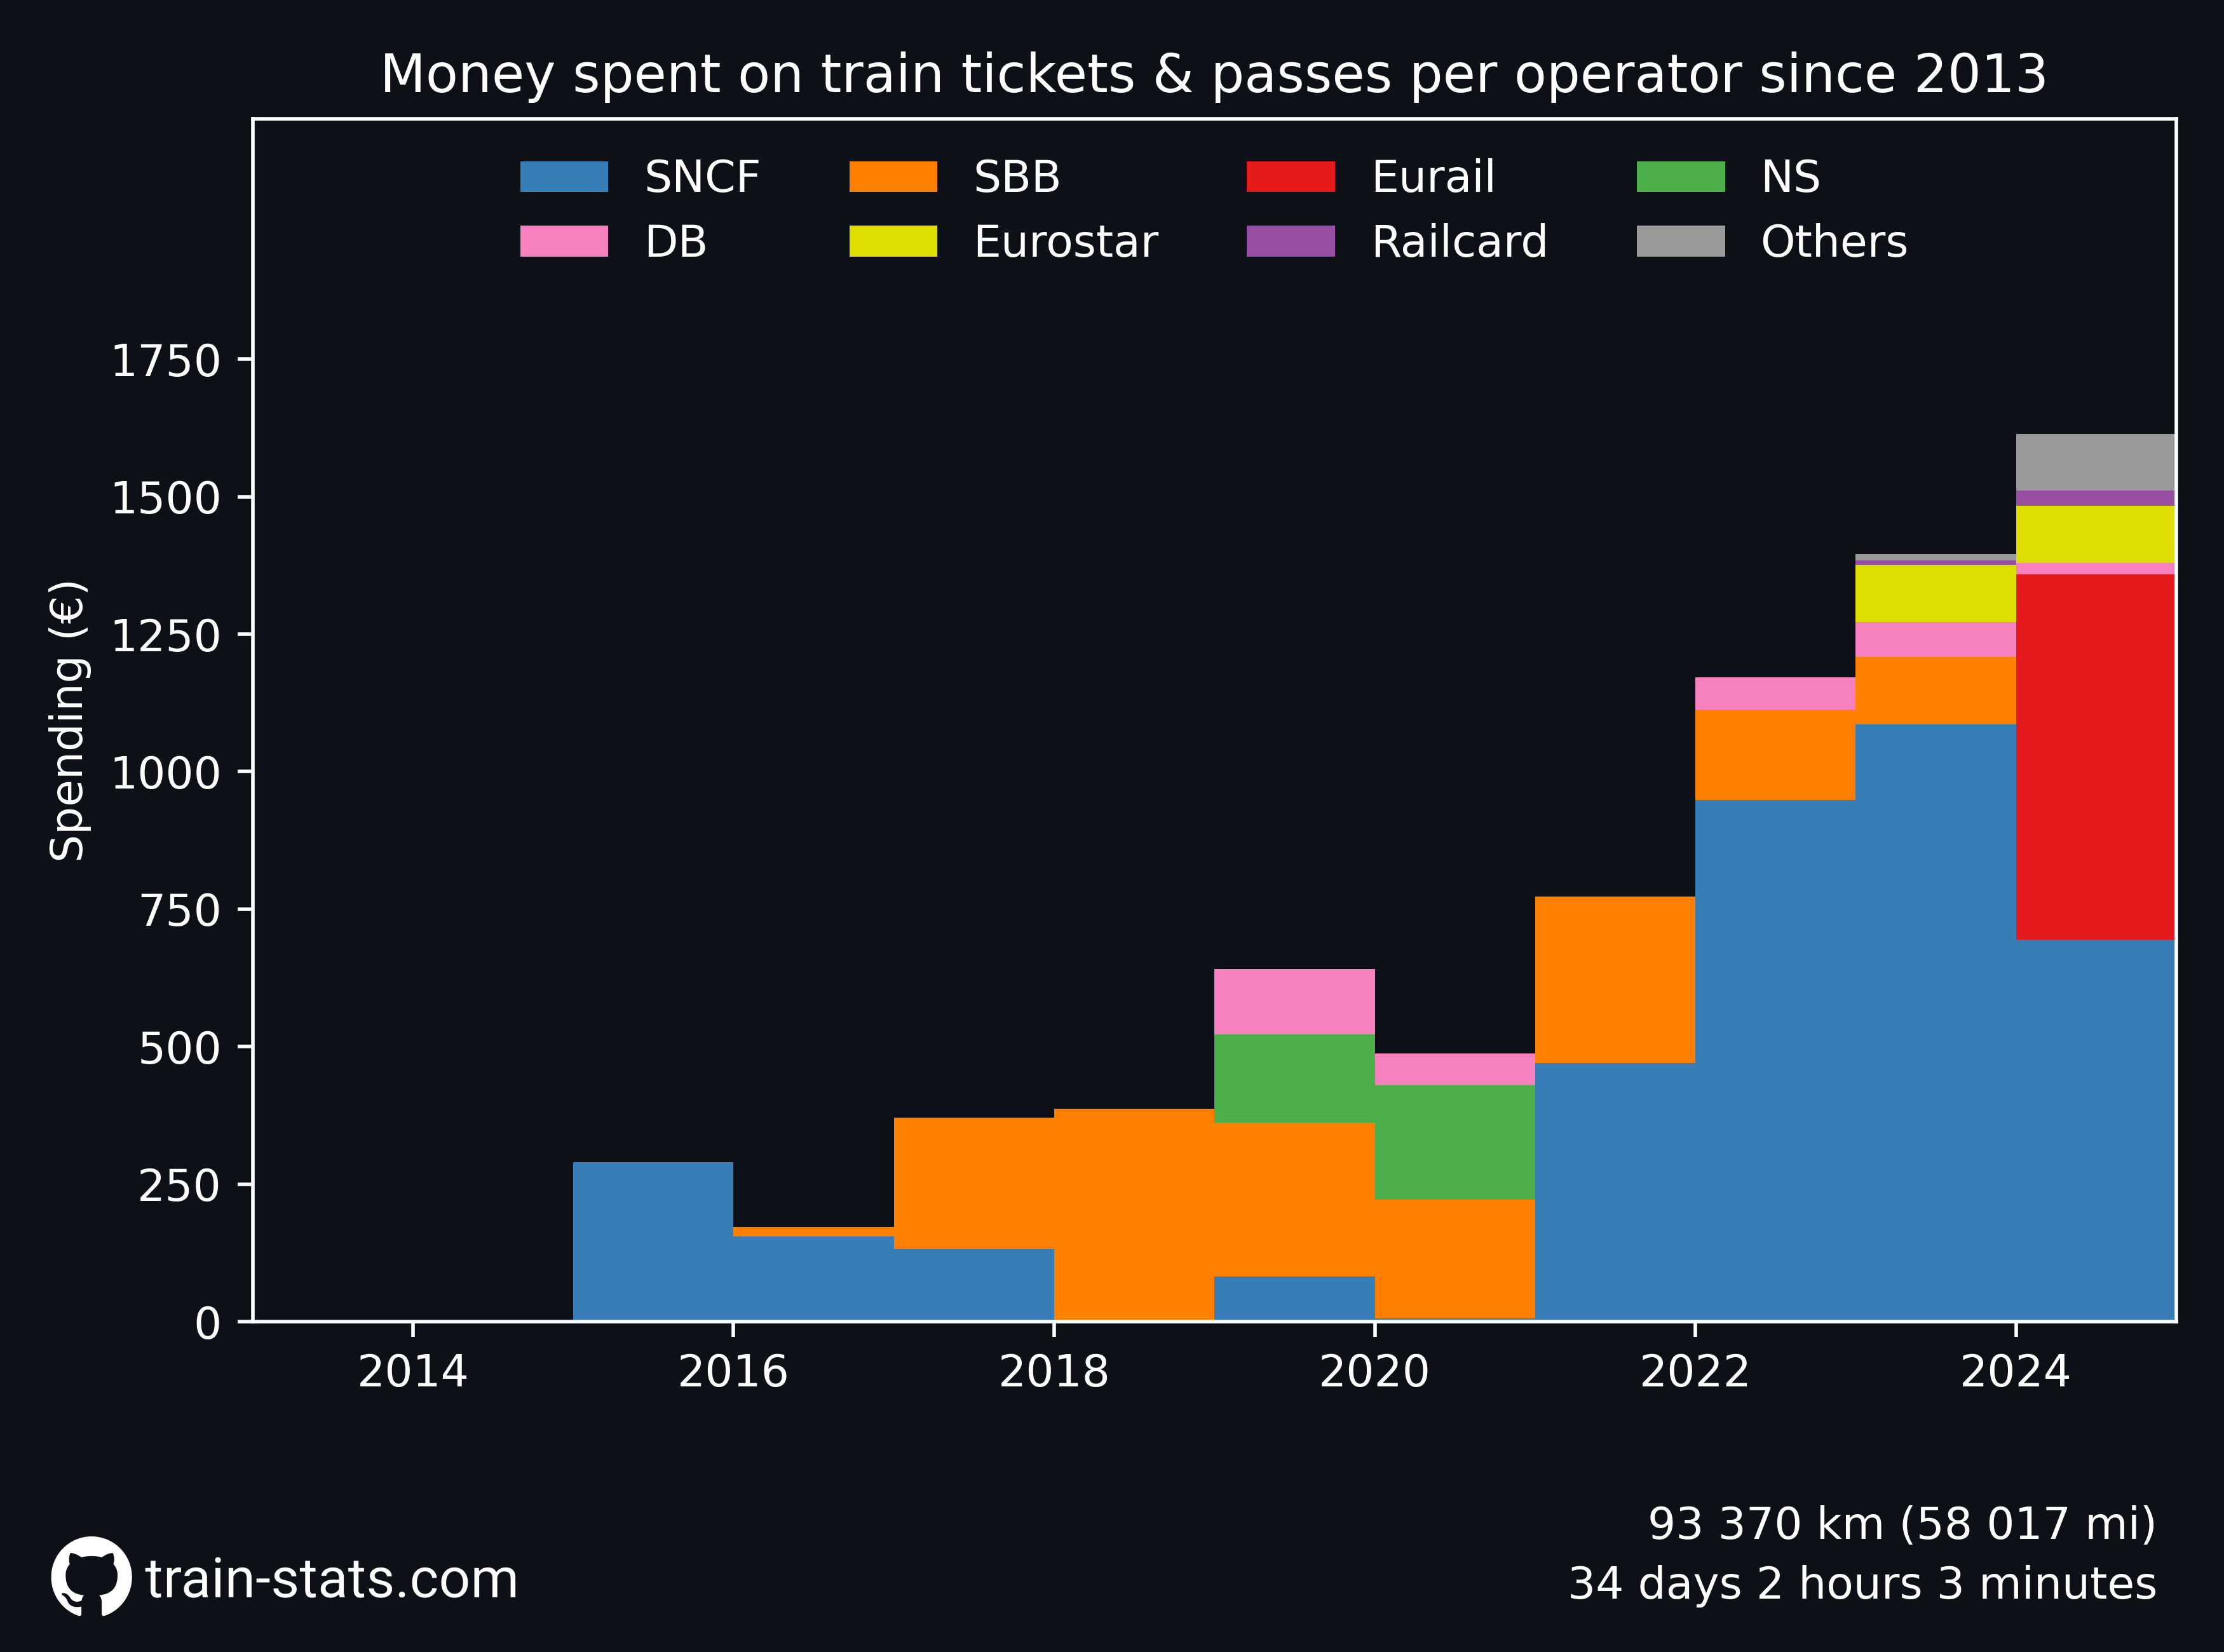 Money spent on train tickets & passes per operator since 2013
SNCF SBB Eurail NS
DB Eurostar Railcard Others
Spending (€)
1750
1500
1250
1000
750
500
250
0
2014 2016 2018 2020 2022 2024
93 370 km (58 017 mi)
34 days 2 hours 3 minutes
train-stats.com